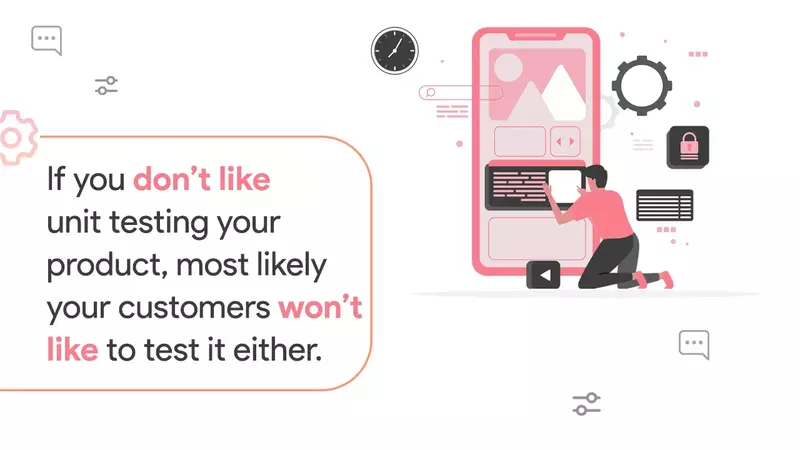 If you don’t like
unit testing your
product, most likely
your customers won’t
like to test it either.